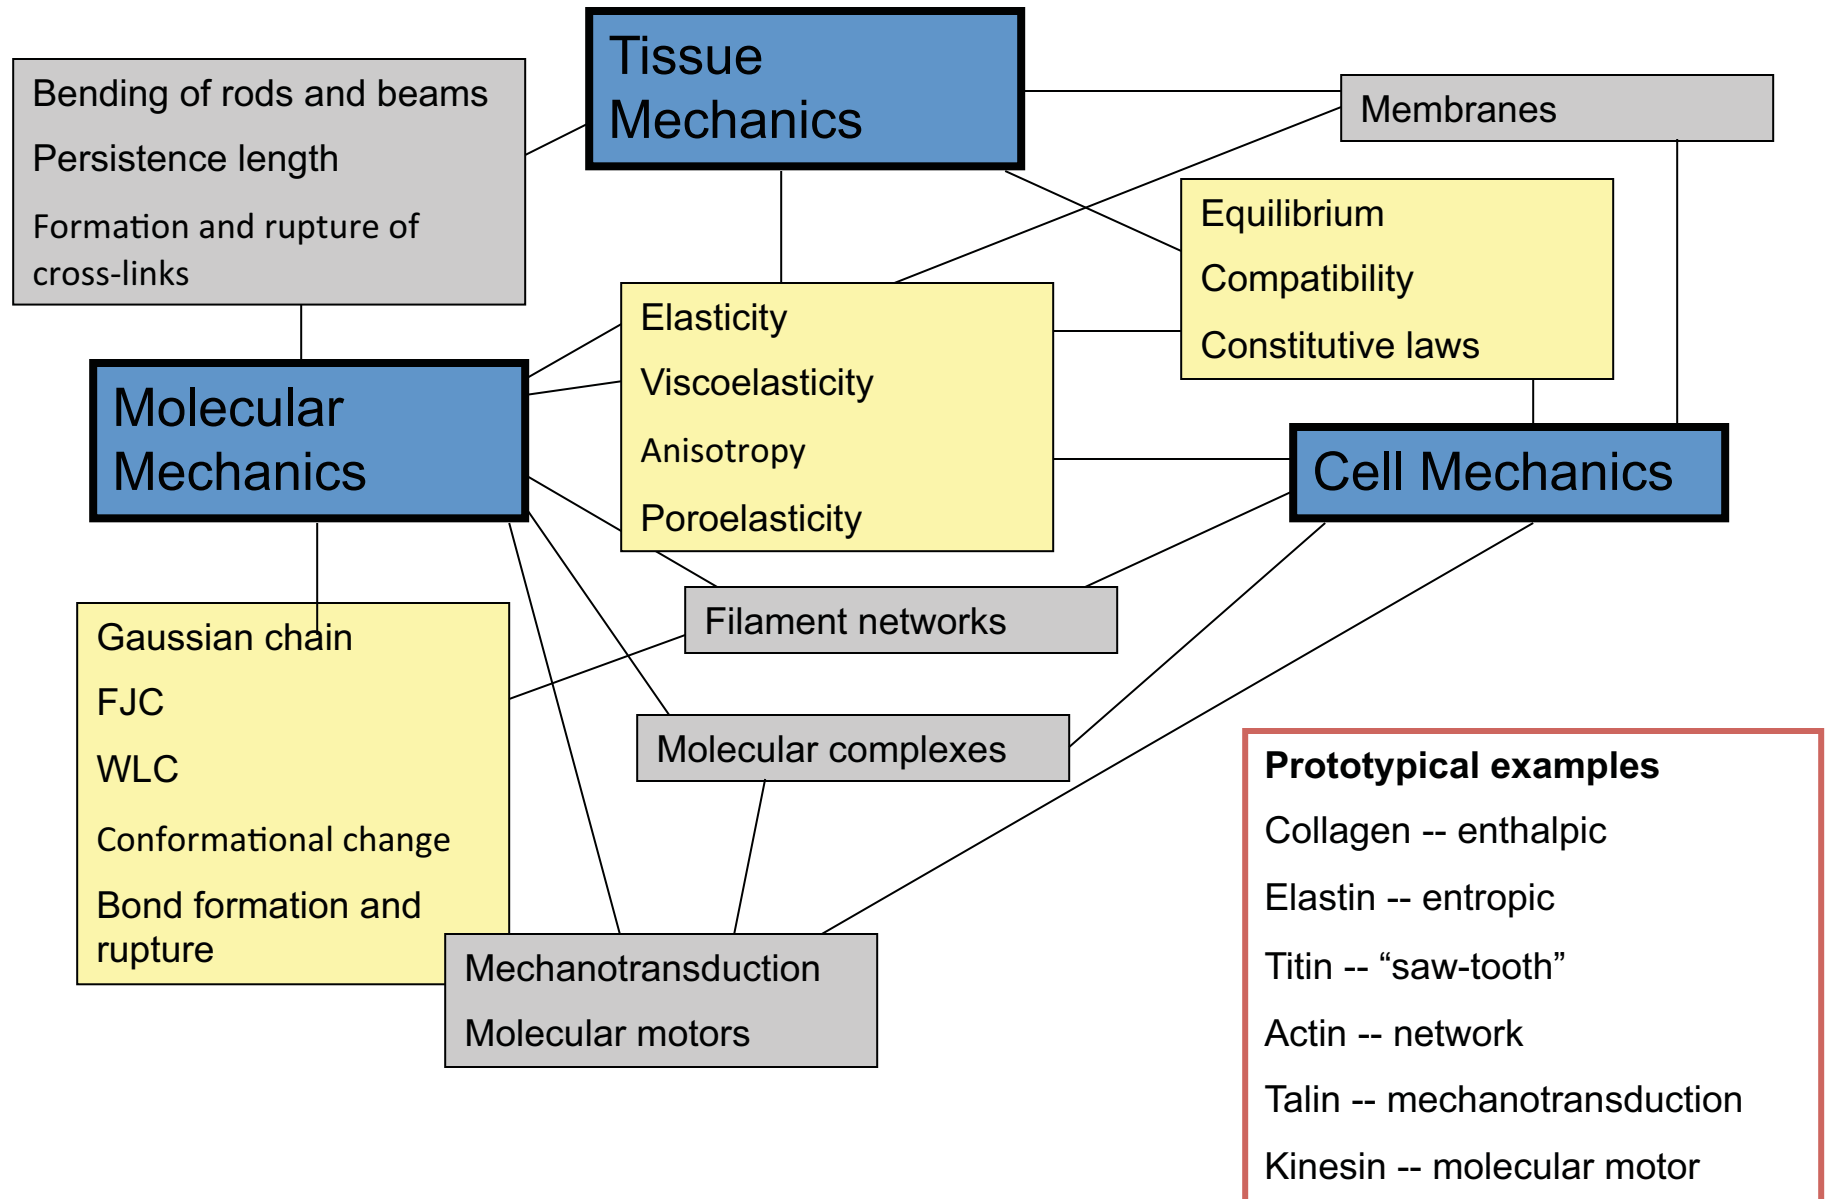 Tissue
Mechanics
Bending of rods and beams
Persistence length
Formation and rupture of
cross-links
Membranes
Equilibrium
Compatibility
Constitutive laws
Elasticity
Viscoelasticity
Anisotropy
Poroelasticity
Molecular
Mechanics
Cell Mechanics
Filament networks
Gaussian chain
FJC
WLC
Conformational change
Bond formation and
rupture
Molecular complexes
Mechanotransduction
Molecular motors
Prototypical examples
Collagen -- enthalpic
Elastin -- entropic
Titin -- “saw-tooth”
Actin -- network
Talin -- mechanotransduction
Kinesin -- molecular motor